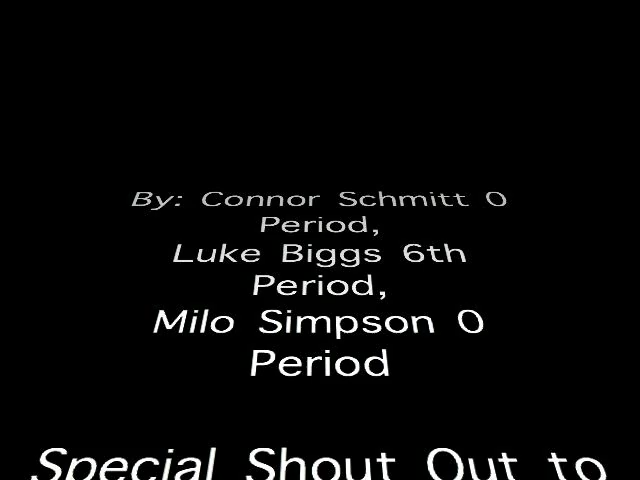 By: Connor Schmitt 0
Period,
Luke Biggs 6th
Period,
Milo Simpson 0
Period
Special Shout Out to